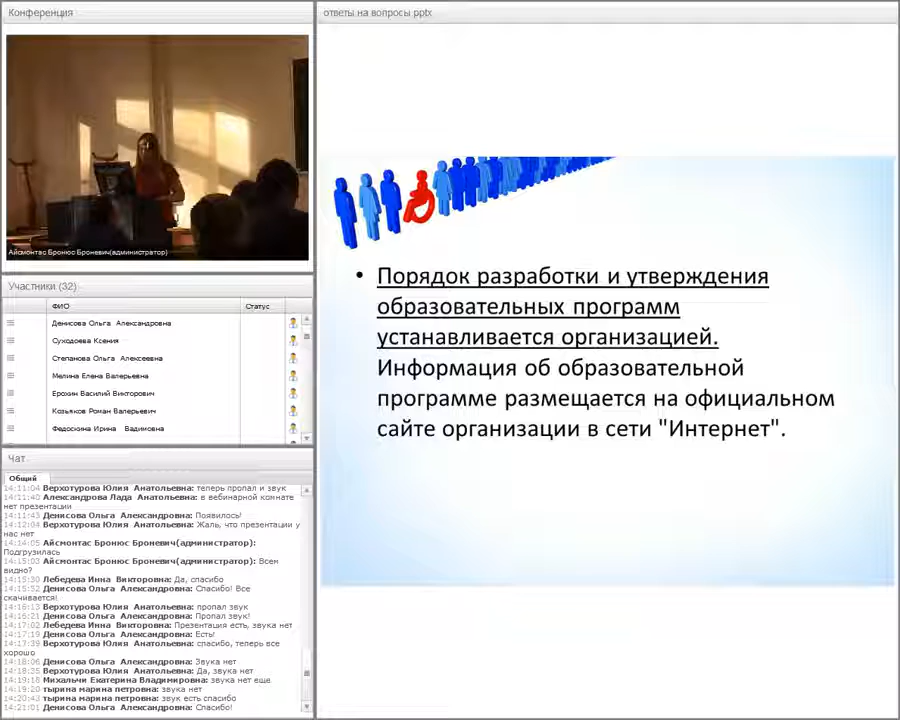 Конференция
Айсмонтас Бронюс Броневич(администратор)
Участники (32)
ФИО Статус
Денисова Ольга Александровна
Суходоева Ксения
Степанова Ольга Алексеевна
Мелина Елена Валерьевна
Ерохин Василий Викторович
Козьяков Роман Валерьевич
Федоскина Ирина Вадимовна
Чат
Общий
14:11:04 Верхотурова Юлия Анатольевна: теперь пропал и звук
14:11:40 Александрова Лада Анатольевна: в вебинарной комнате
нет презентации
14:11:43 Денисова Ольга Александровна: Появилось!
14:12:04 Верхотурова Юлия Анатольевна: Жаль, что презентации у
нас нет
14:14:05 Айсмонтас Бронюс Броневич(администратор):
Подгрузилась
14:15:03 Айсмонтас Бронюс Броневич(администратор): Всем
видно?
14:15:30 Лебедева Инна Викторовна: Да, спасибо
14:15:52 Денисова Ольга Александровна: Спасибо! Все
скачивается!
14:16:13 Верхотурова Юлия Анатольевна: пропал звук
14:16:21 Денисова Ольга Александровна: Пропал звук!
14:17:02 Лебедева Инна Викторовна: Презентация есть, звука нет
14:17:19 Денисова Ольга Александровна: Есть!
14:17:39 Верхотурова Юлия Анатольевна: спасибо, теперь все
хорошо
14:18:06 Денисова Ольга Александровна: Звука нет
14:18:35 Верхотурова Юлия Анатольевна: Да, звука нет
14:19:18 Михальчи Екатерина Владимировна: звука нет еще
14:19:20 тырина марина петровна: звука нет
14:20:43 тырина марина петровна: звук есть спасибо
14:21:01 Денисова Ольга Александровна: Спасибо!
ответы на вопросы pptx
• Порядок разработки и утверждения
образовательных программ
устанавливается организацией.
Информация об образовательной
программе размещается на официальном
сайте организации в сети "Интернет".